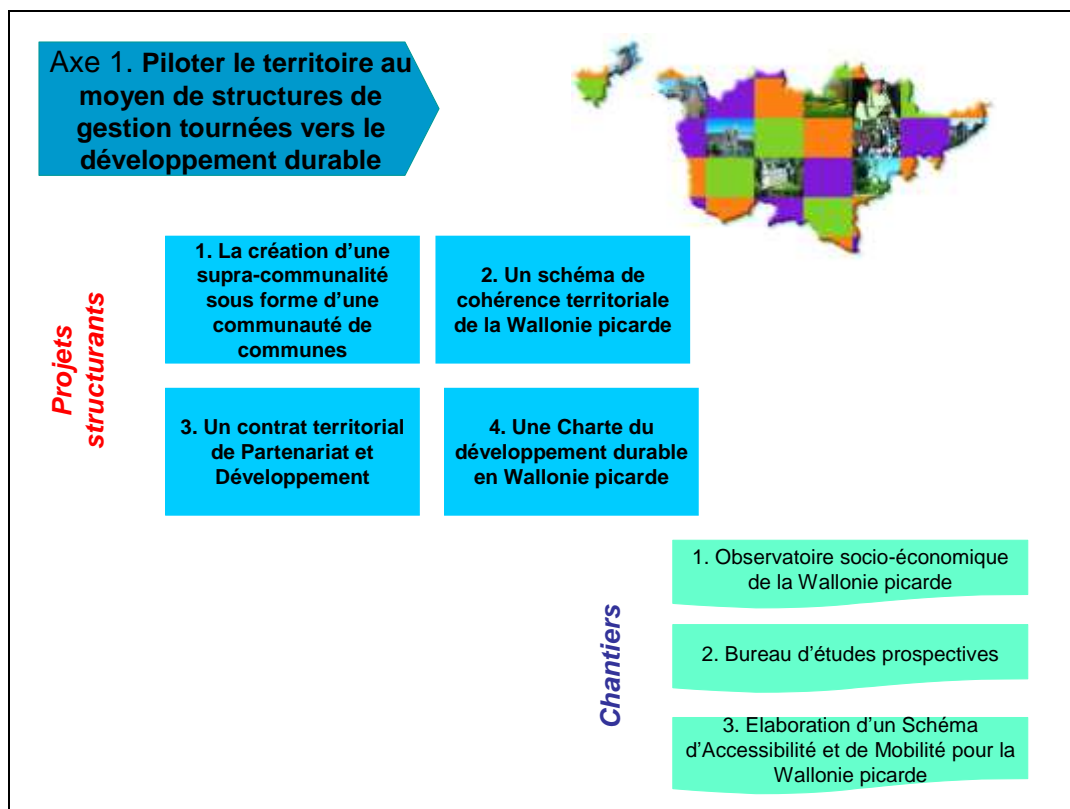 Axe 1. Piloter le territoire au
moyen de structures de
gestion tournées vers le
développement durable
Projets
structurants
1. La création d’une
supra-communalité
sous forme d’une
communauté de
communes
2. Un schéma de
cohérence territoriale
de la Wallonie picarde
3. Un contrat territorial
de Partenariat et
Développement
4. Une Charte du
développement durable
en Wallonie picarde
Chantiers
1. Observatoire socio-économique
de la Wallonie picarde
2. Bureau d’études prospectives
3. Elaboration d’un Schéma
d’Accessibilité et de Mobilité pour la
Wallonie picarde